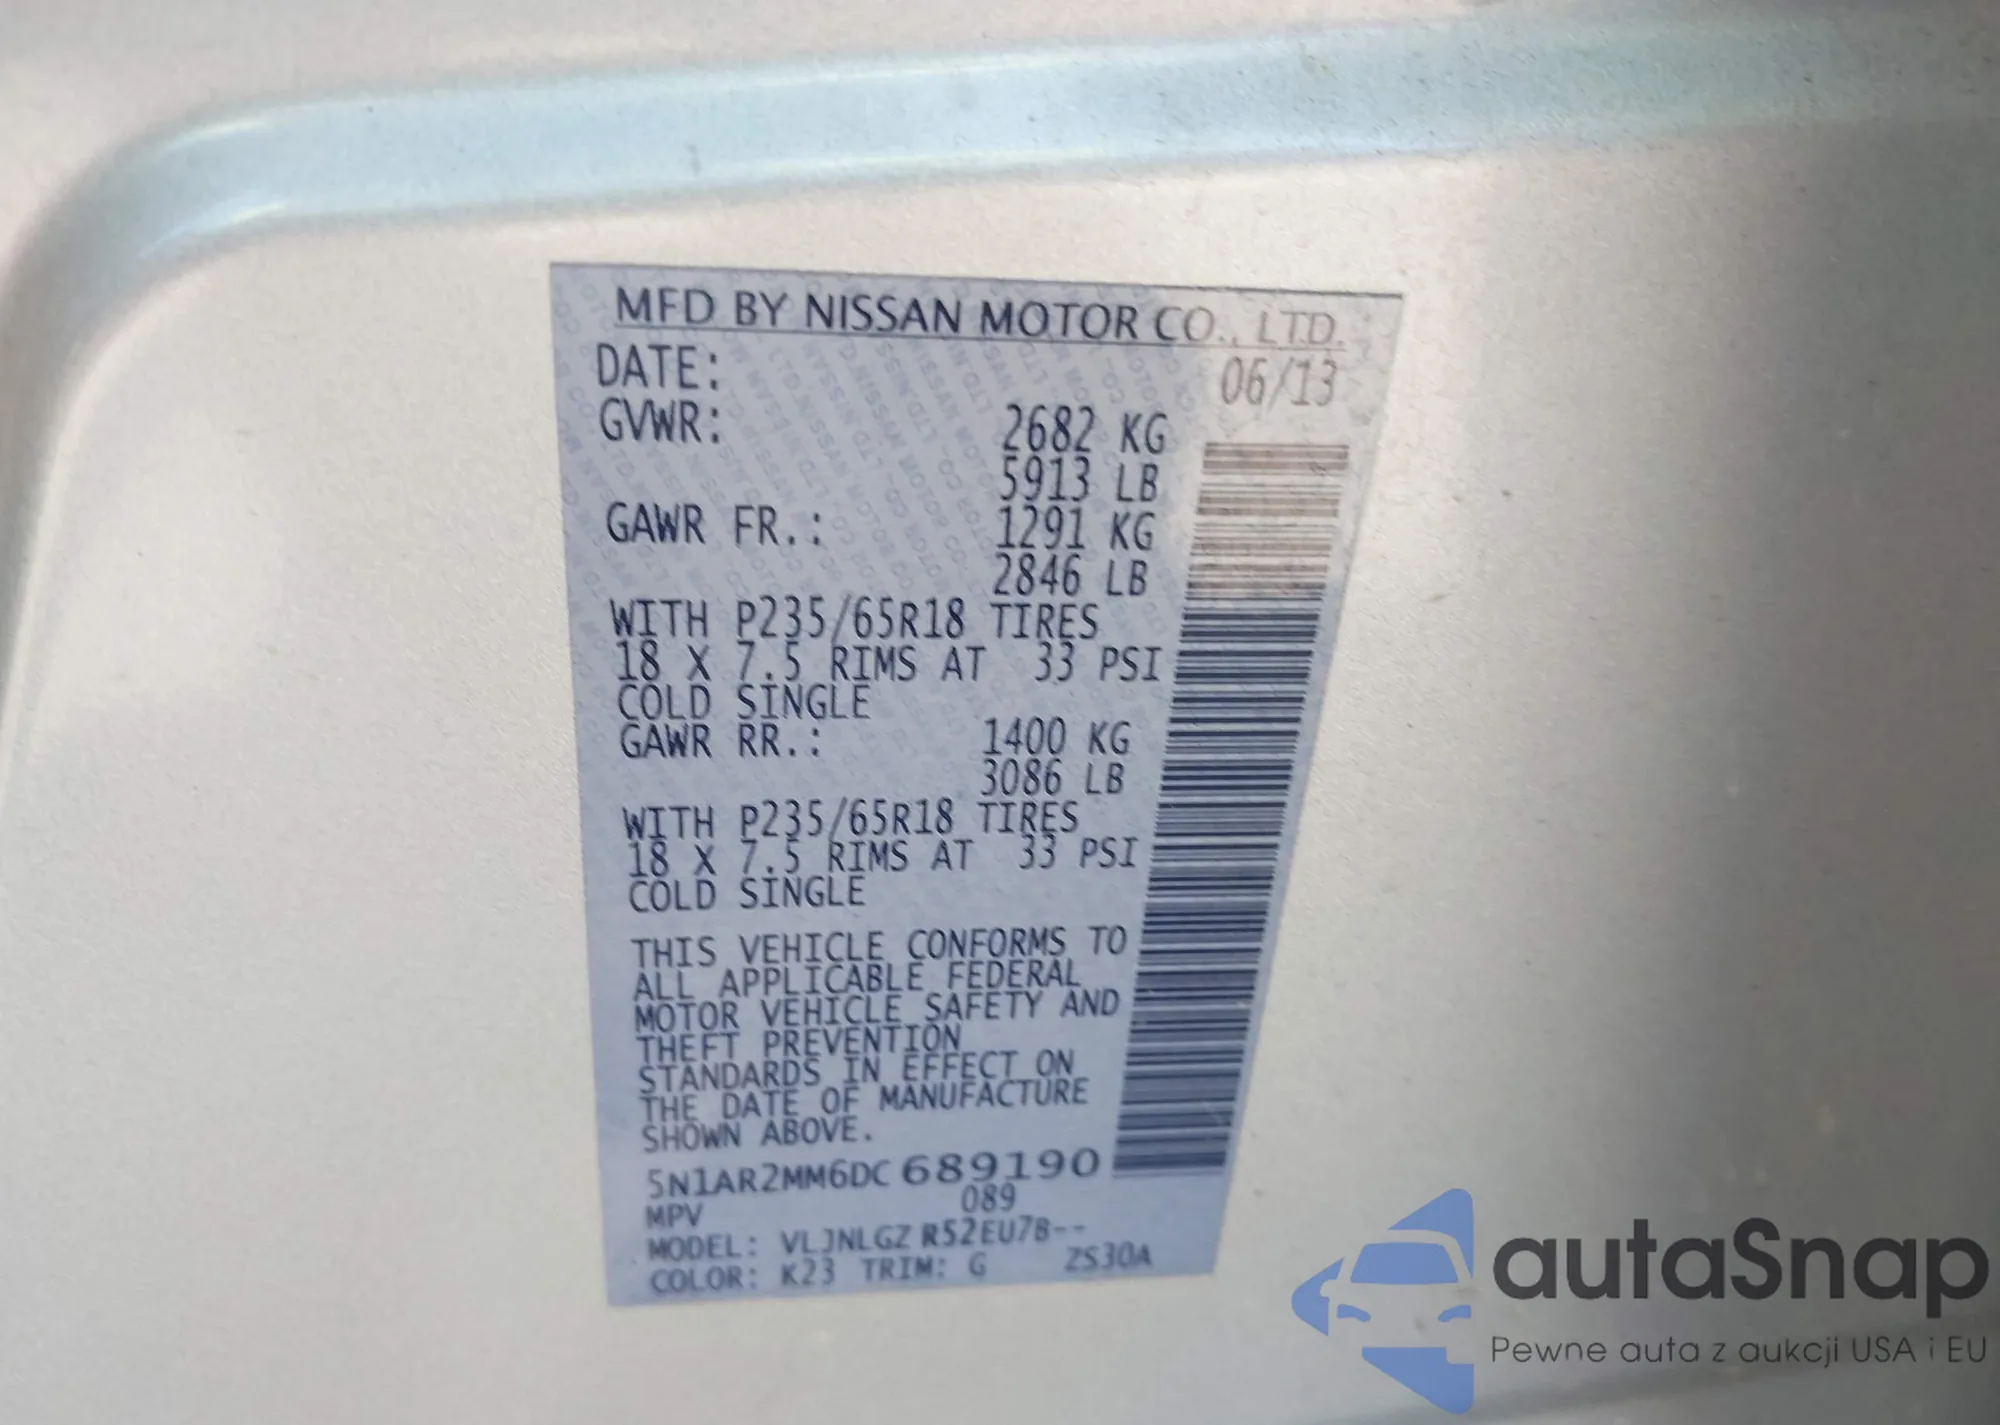 MFD BY NISSAN MOTOR CO., LTD.
DATE: 06/13
GVWR: 2682 KG
5913 LB
GAWR FR.: 1291 KG
2846 LB
WITH P235/65R18 TIRES
18 X 7.5 RIMS AT 33 PSI
COLD SINGLE
GAWR RR.: 1400 KG
3086 LB
WITH P235/65R18 TIRES
18 X 7.5 RIMS AT 33 PSI
COLD SINGLE
THIS VEHICLE CONFORMS TO
ALL APPLICABLE FEDERAL
MOTOR VEHICLE SAFETY AND
THEFT PREVENTION
STANDARDS IN EFFECT ON
THE DATE OF MANUFACTURE
SHOWN ABOVE.
5N1AR2MM6DC689190
MPV 089
MODEL: VLJNLGZ R52EU7B--
COLOR: K23 TRIM: G ZS30A
autaSnap
Pewne auta z aukcji USA i EU